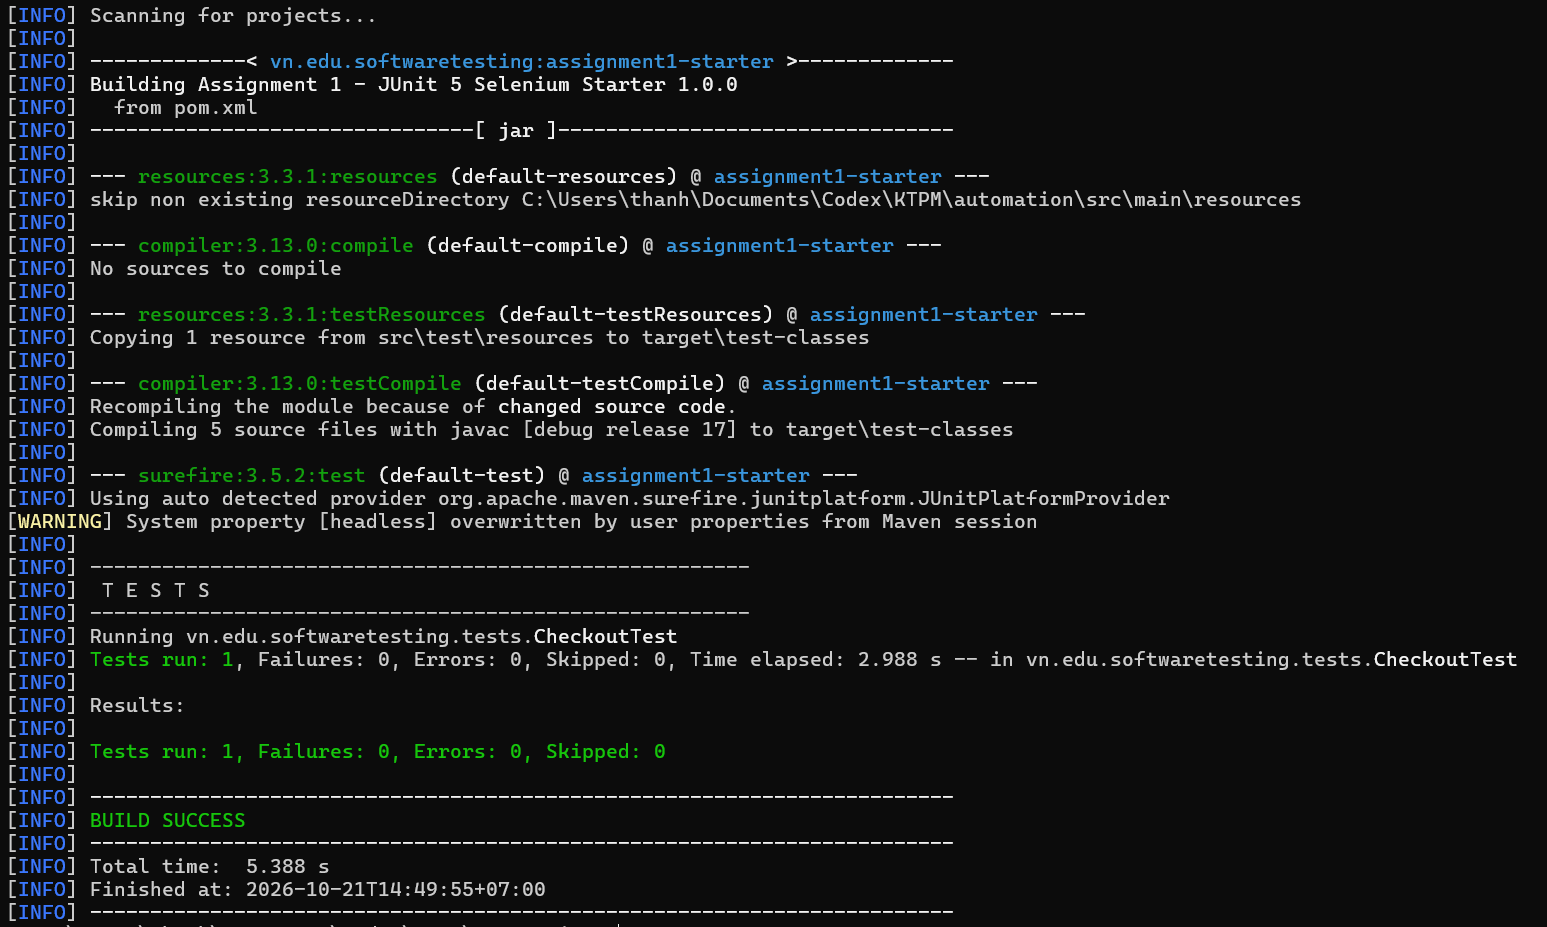 [INFO] Scanning for projects...
[INFO]
[INFO] -------------< vn.edu.softwaretesting:assignment1-starter >-------------
[INFO] Building Assignment 1 - JUnit 5 Selenium Starter 1.0.0
[INFO]   from pom.xml
[INFO] --------------------------------[ jar ]---------------------------------
[INFO]
[INFO] --- resources:3.3.1:resources (default-resources) @ assignment1-starter ---
[INFO] skip non existing resourceDirectory C:\Users\thanh\Documents\Codex\KTPM\automation\src\main\resources
[INFO]
[INFO] --- compiler:3.13.0:compile (default-compile) @ assignment1-starter ---
[INFO] No sources to compile
[INFO]
[INFO] --- resources:3.3.1:testResources (default-testResources) @ assignment1-starter ---
[INFO] Copying 1 resource from src\test\resources to target\test-classes
[INFO]
[INFO] --- compiler:3.13.0:testCompile (default-testCompile) @ assignment1-starter ---
[INFO] Recompiling the module because of changed source code.
[INFO] Compiling 5 source files with javac [debug release 17] to target\test-classes
[INFO]
[INFO] --- surefire:3.5.2:test (default-test) @ assignment1-starter ---
[INFO] Using auto detected provider org.apache.maven.surefire.junitplatform.JUnitPlatformProvider
[WARNING] System property [headless] overwritten by user properties from Maven session
[INFO]
[INFO] -------------------------------------------------------
[INFO]  T E S T S
[INFO] -------------------------------------------------------
[INFO] Running vn.edu.softwaretesting.tests.CheckoutTest
[INFO] Tests run: 1, Failures: 0, Errors: 0, Skipped: 0, Time elapsed: 2.988 s -- in vn.edu.softwaretesting.tests.CheckoutTest
[INFO]
[INFO] Results:
[INFO]
[INFO] Tests run: 1, Failures: 0, Errors: 0, Skipped: 0
[INFO]
[INFO] ------------------------------------------------------------------------
[INFO] BUILD SUCCESS
[INFO] ------------------------------------------------------------------------
[INFO] Total time:  5.388 s
[INFO] Finished at: 2026-10-21T14:49:55+07:00
[INFO] ------------------------------------------------------------------------